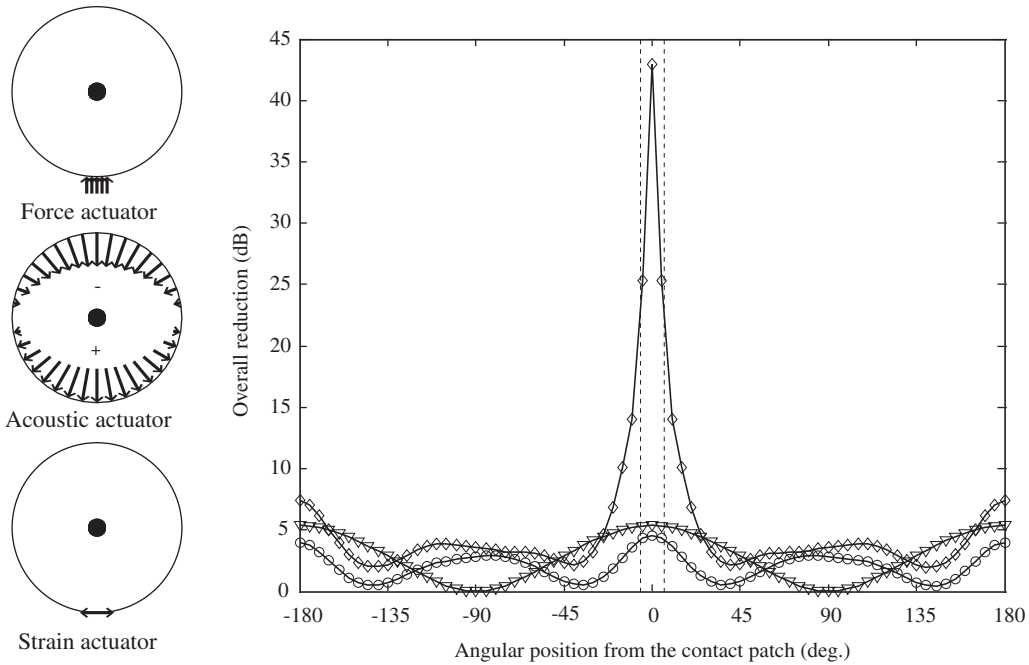 Force actuator
-
+
Acoustic actuator
Strain actuator
Overall reduction (dB)
45
40
35
30
25
20
15
10
5
0
-180 -135 -90 -45 0 45 90 135 180
Angular position from the contact patch (deg.)